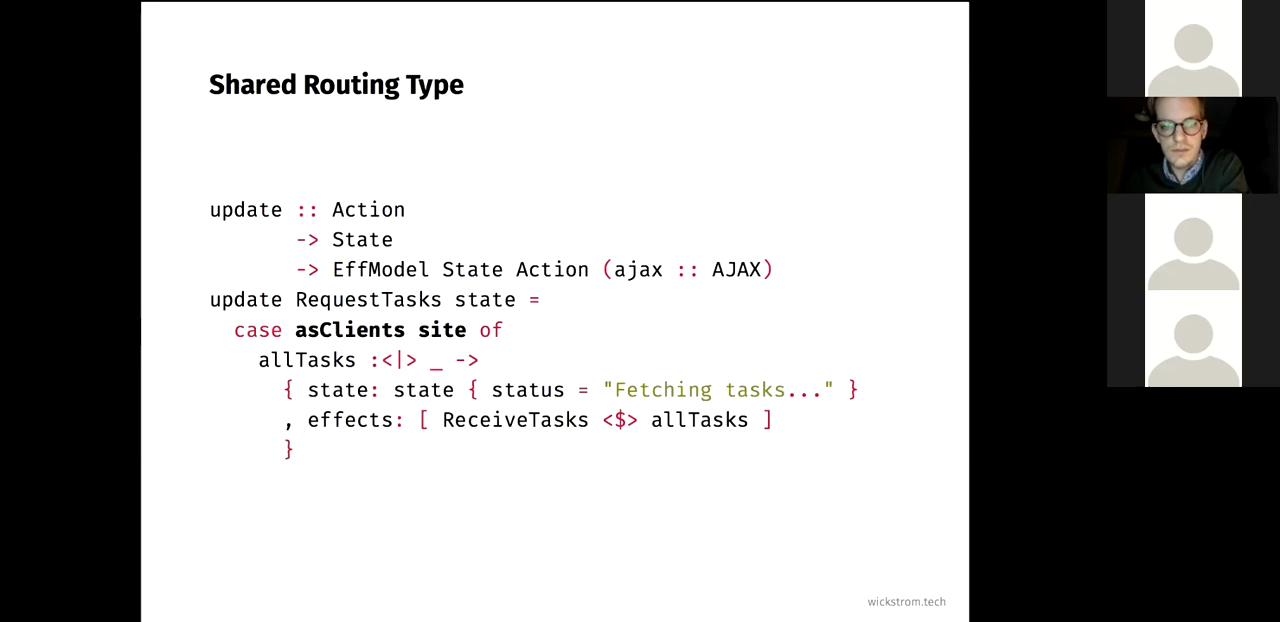 Shared Routing Type
update :: Action
       -> State
       -> EffModel State Action (ajax :: AJAX)
update RequestTasks state =
  case asClients site of
    allTasks :<|> _ ->
      { state: state { status = "Fetching tasks..." }
      , effects: [ ReceiveTasks <$> allTasks ]
      }
wickstrom.tech